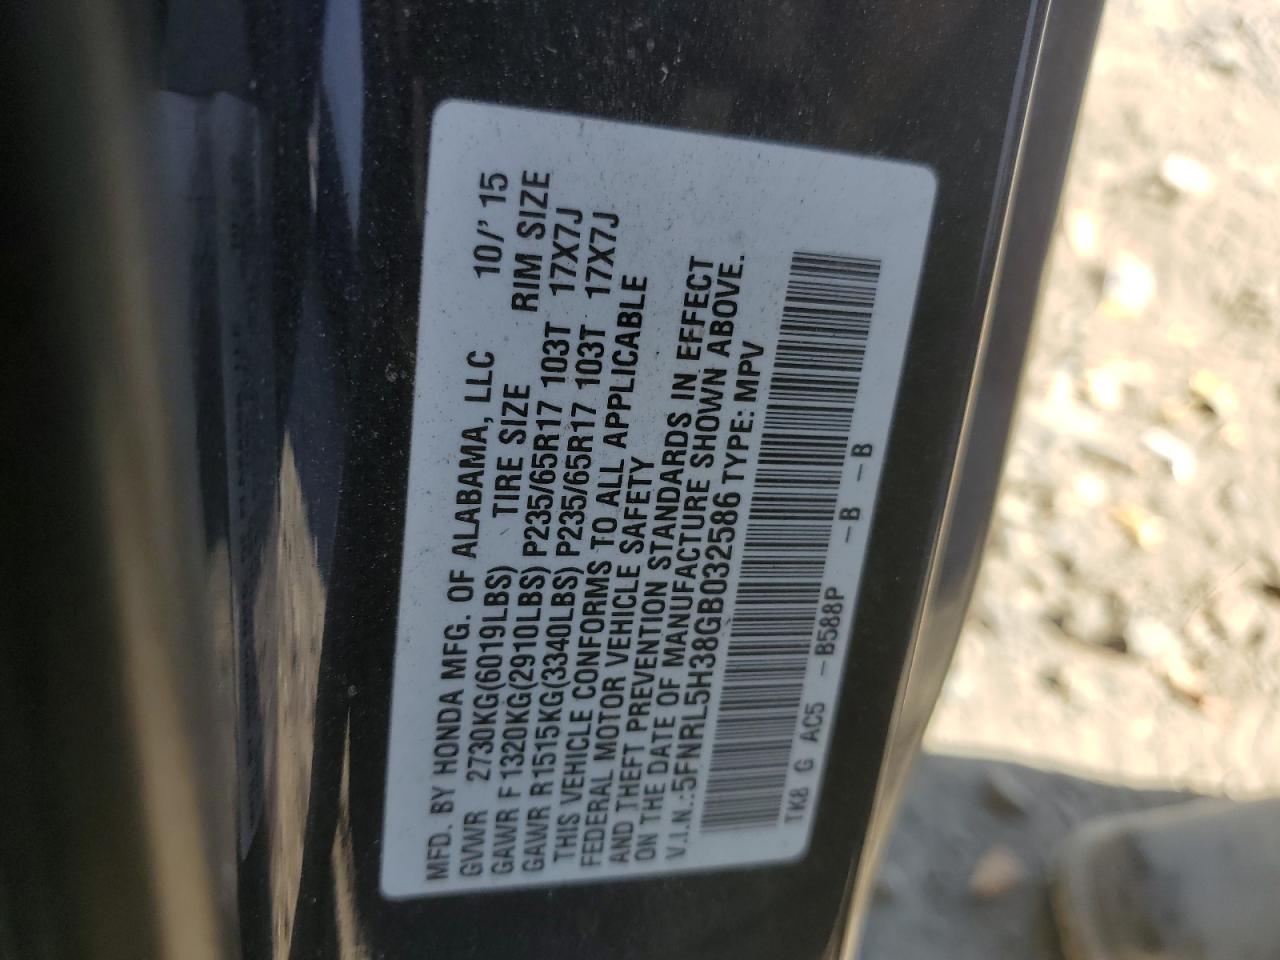 MFD. BY HONDA MFG. OF ALABAMA, LLC 10/' 15
GVWR 2730KG(6019LBS) TIRE SIZE RIM SIZE
GAWR F 1320KG(2910LBS) P235/65R17 103T 17X7J
GAWR R 1515KG(3340LBS) P235/65R17 103T 17X7J
THIS VEHICLE CONFORMS TO ALL APPLICABLE
FEDERAL MOTOR VEHICLE SAFETY
AND THEFT PREVENTION STANDARDS IN EFFECT
ON THE DATE OF MANUFACTURE SHOWN ABOVE.
V.I.N.:5FNRL5H38GB032586 TYPE: MPV
TK8 G AC5 -B588P -B -B